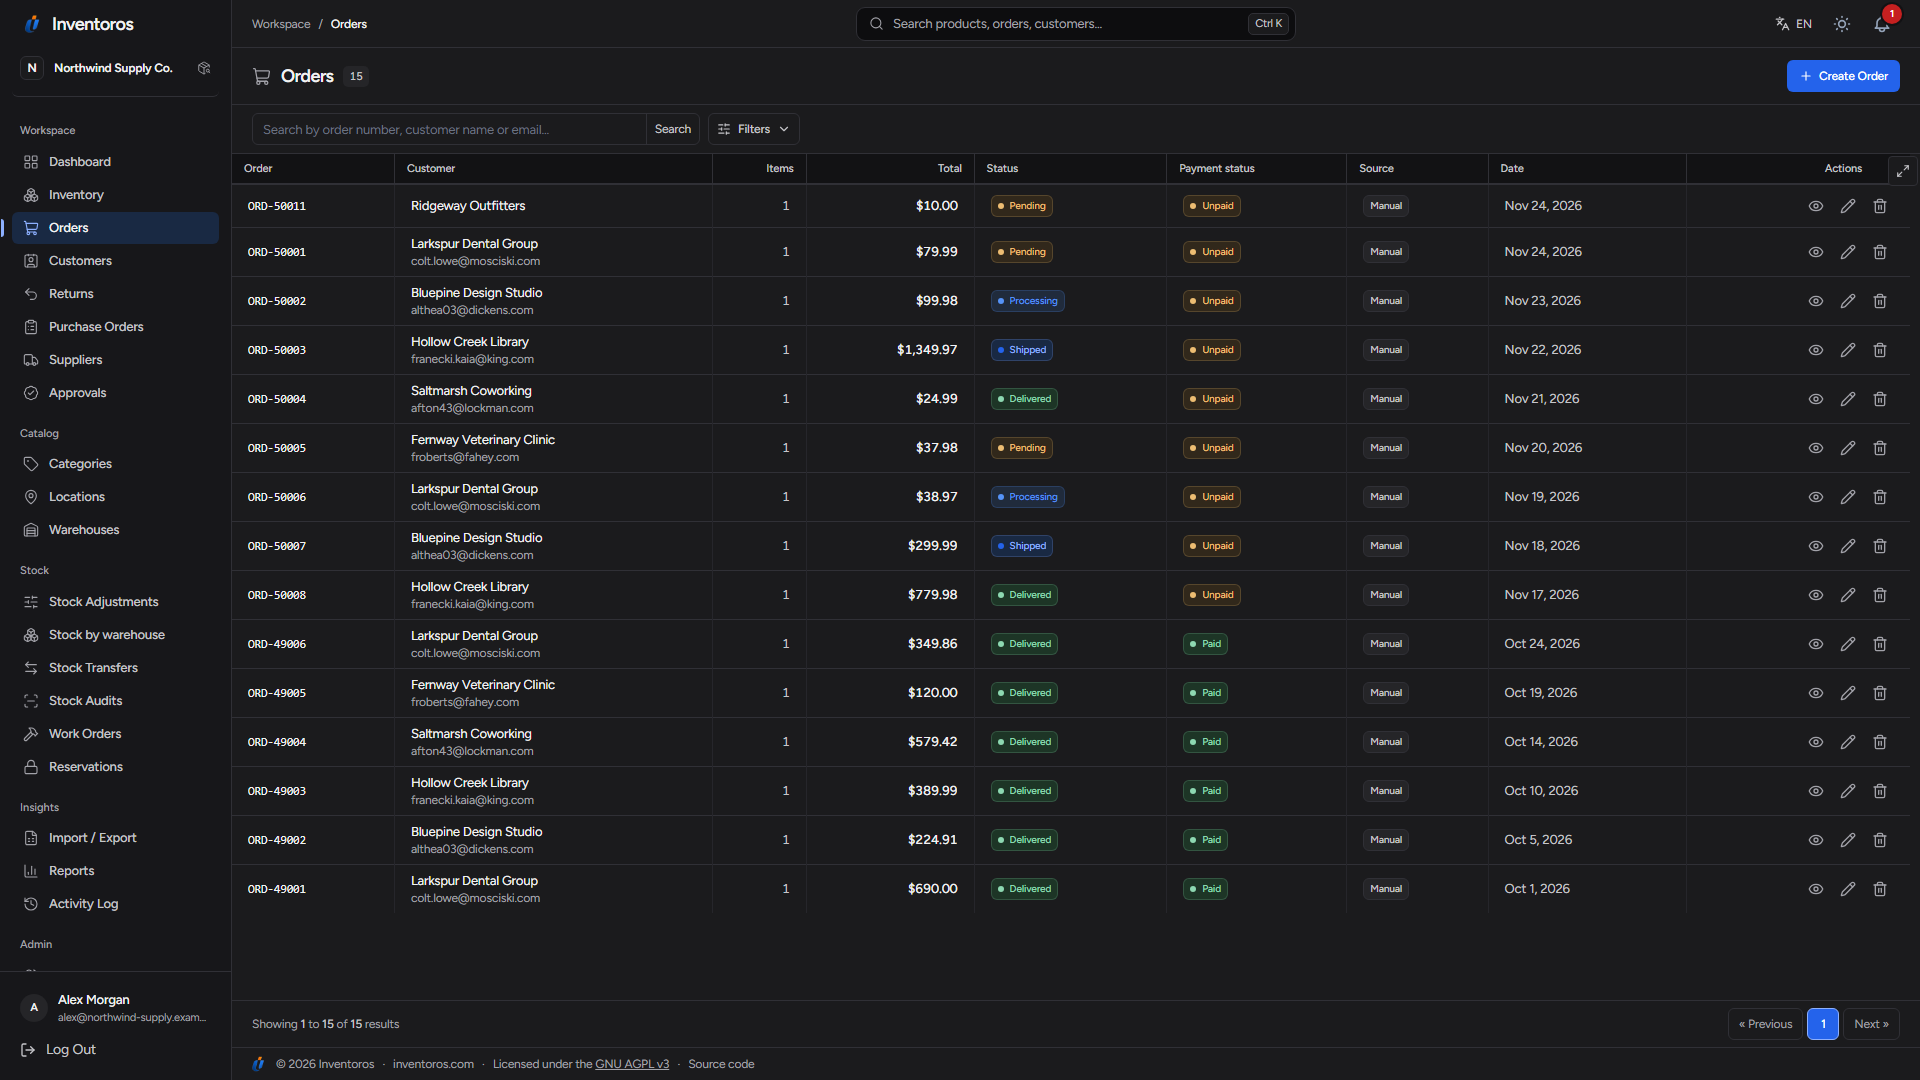 Inventoros
Workspace / Orders
Search products, orders, customers...
Ctrl K
EN
1
N
Northwind Supply Co.
Orders 15
Create Order
Search by order number, customer name or email...
Search
Filters
Workspace
Dashboard
Inventory
Orders
Customers
Returns
Purchase Orders
Suppliers
Approvals
Catalog
Categories
Locations
Warehouses
Stock
Stock Adjustments
Stock by warehouse
Stock Transfers
Stock Audits
Work Orders
Reservations
Insights
Import / Export
Reports
Activity Log
Admin
A
Alex Morgan
alex@northwind-supply.exam...
Log Out
Order Customer Items Total Status Payment status Source Date Actions
ORD-50011 Ridgeway Outfitters 1 $10.00 Pending Unpaid Manual Nov 24, 2026
ORD-50001 Larkspur Dental Group 1 $79.99 Pending Unpaid Manual Nov 24, 2026
colt.lowe@mosciski.com
ORD-50002 Bluepine Design Studio 1 $99.98 Processing Unpaid Manual Nov 23, 2026
althea03@dickens.com
ORD-50003 Hollow Creek Library 1 $1,349.97 Shipped Unpaid Manual Nov 22, 2026
franecki.kaia@king.com
ORD-50004 Saltmarsh Coworking 1 $24.99 Delivered Unpaid Manual Nov 21, 2026
afton43@lockman.com
ORD-50005 Fernway Veterinary Clinic 1 $37.98 Pending Unpaid Manual Nov 20, 2026
froberts@fahey.com
ORD-50006 Larkspur Dental Group 1 $38.97 Processing Unpaid Manual Nov 19, 2026
colt.lowe@mosciski.com
ORD-50007 Bluepine Design Studio 1 $299.99 Shipped Unpaid Manual Nov 18, 2026
althea03@dickens.com
ORD-50008 Hollow Creek Library 1 $779.98 Delivered Unpaid Manual Nov 17, 2026
franecki.kaia@king.com
ORD-49006 Larkspur Dental Group 1 $349.86 Delivered Paid Manual Oct 24, 2026
colt.lowe@mosciski.com
ORD-49005 Fernway Veterinary Clinic 1 $120.00 Delivered Paid Manual Oct 19, 2026
froberts@fahey.com
ORD-49004 Saltmarsh Coworking 1 $579.42 Delivered Paid Manual Oct 14, 2026
afton43@lockman.com
ORD-49003 Hollow Creek Library 1 $389.99 Delivered Paid Manual Oct 10, 2026
franecki.kaia@king.com
ORD-49002 Bluepine Design Studio 1 $224.91 Delivered Paid Manual Oct 5, 2026
althea03@dickens.com
ORD-49001 Larkspur Dental Group 1 $690.00 Delivered Paid Manual Oct 1, 2026
colt.lowe@mosciski.com
Showing 1 to 15 of 15 results
« Previous 1 Next »
© 2026 Inventoros · inventoros.com · Licensed under the GNU AGPL v3 · Source code